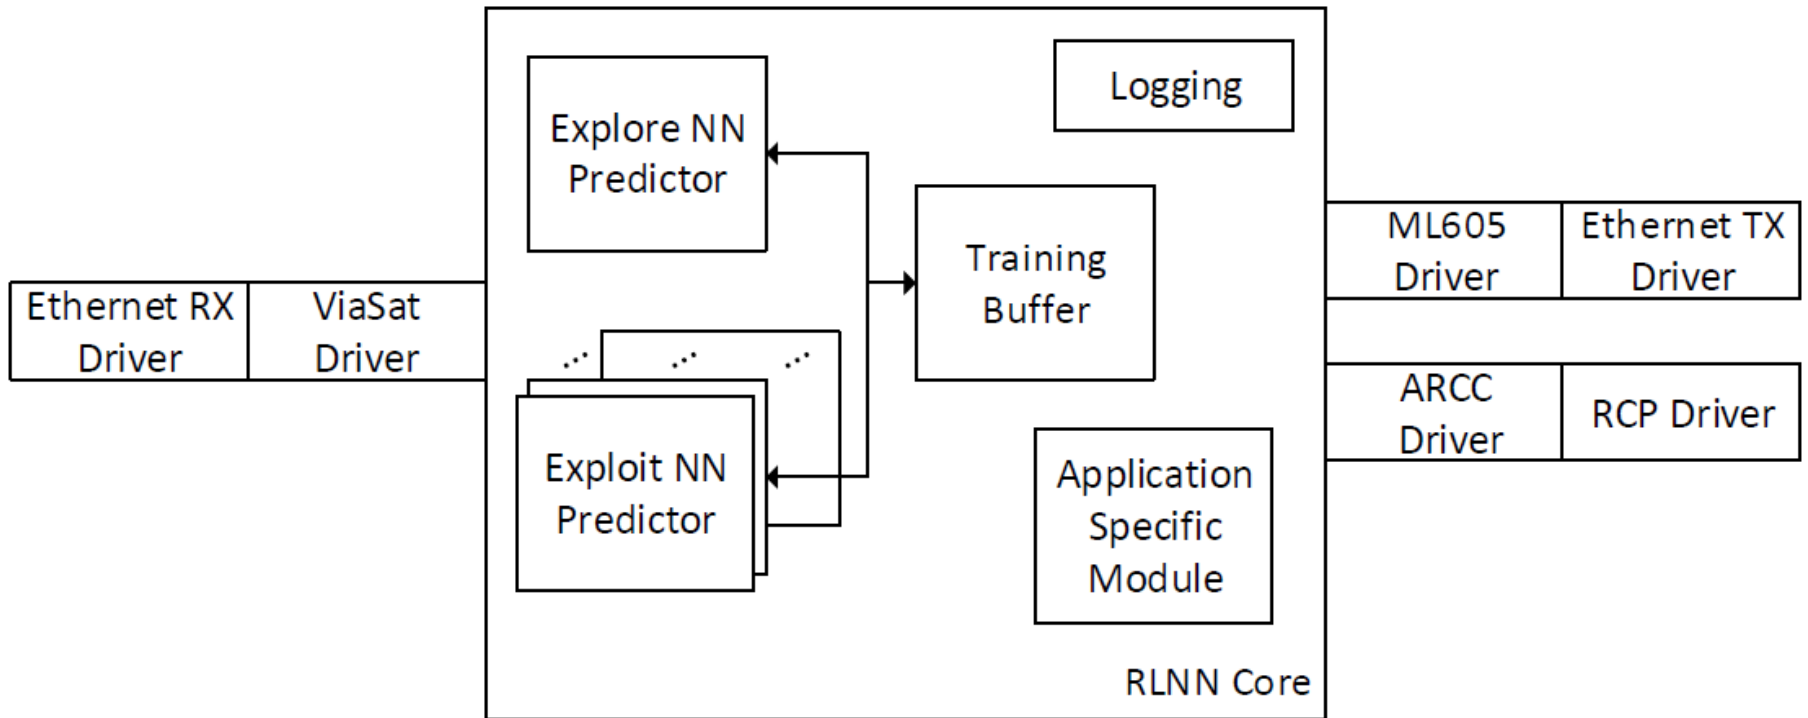 Logging
Explore NN
Predictor
Ethernet RX
Driver
ViaSat
Driver
Training
Buffer
ML605
Driver
Ethernet TX
Driver
ARCC
Driver
RCP Driver
...
...
...
Exploit NN
Predictor
Application
Specific
Module
RLNN Core